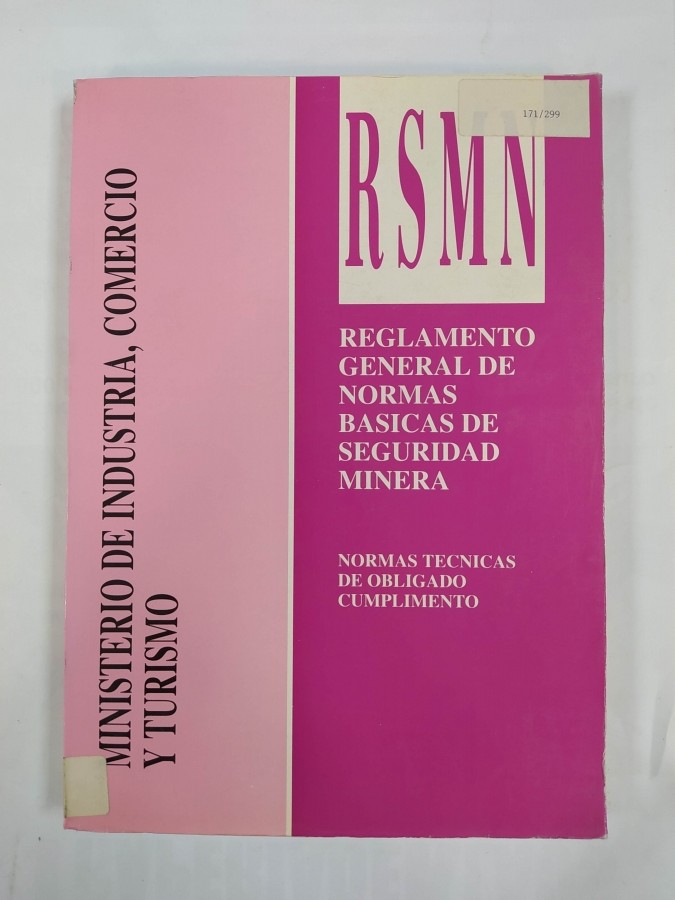 171/299
RSMN
REGLAMENTO
GENERAL DE
NORMAS
BASICAS DE
SEGURIDAD
MINERA
NORMAS TECNICAS
DE OBLIGADO
CUMPLIMENTO
MINISTERIO DE INDUSTRIA, COMERCIO
Y TURISMO